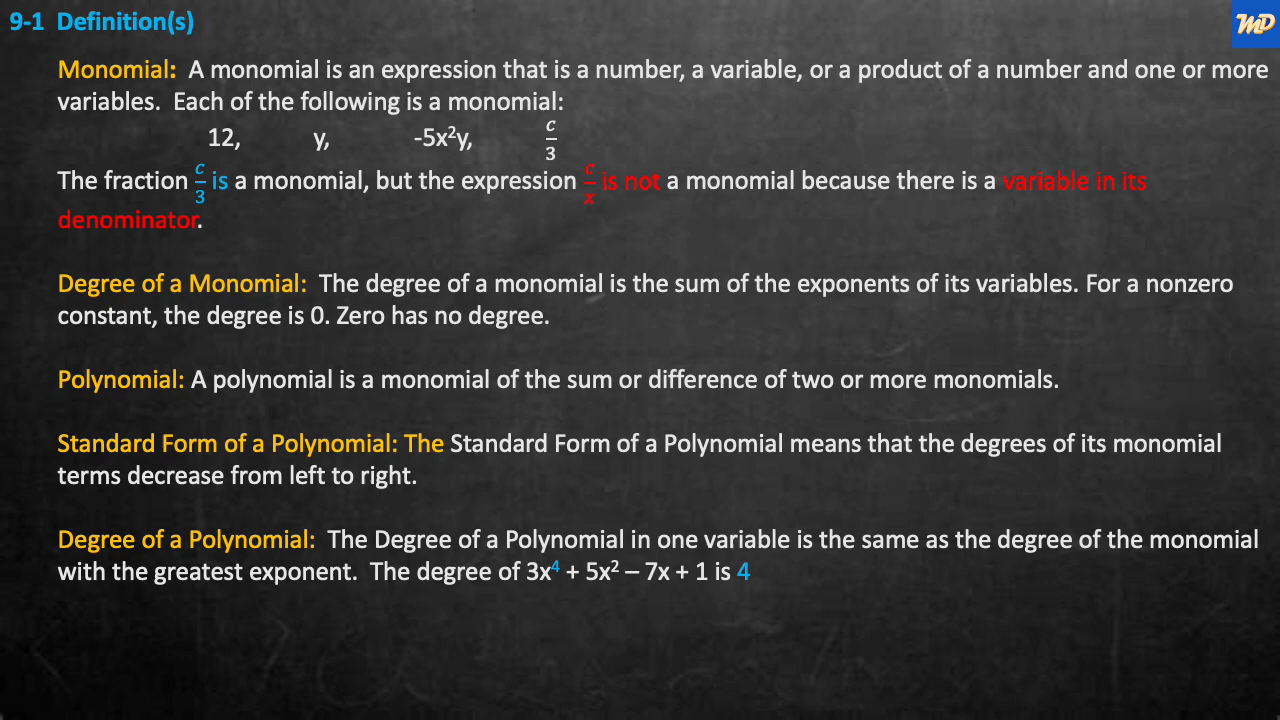 9-1 Definition(s)
MD
Monomial: A monomial is an expression that is a number, a variable, or a product of a number and one or more
variables. Each of the following is a monomial:
12, y, -5x²y, c/3
The fraction c/3 is a monomial, but the expression c/x is not a monomial because there is a variable in its
denominator.
Degree of a Monomial: The degree of a monomial is the sum of the exponents of its variables. For a nonzero
constant, the degree is 0. Zero has no degree.
Polynomial: A polynomial is a monomial of the sum or difference of two or more monomials.
Standard Form of a Polynomial: The Standard Form of a Polynomial means that the degrees of its monomial
terms decrease from left to right.
Degree of a Polynomial: The Degree of a Polynomial in one variable is the same as the degree of the monomial
with the greatest exponent. The degree of 3x⁴ + 5x² – 7x + 1 is 4